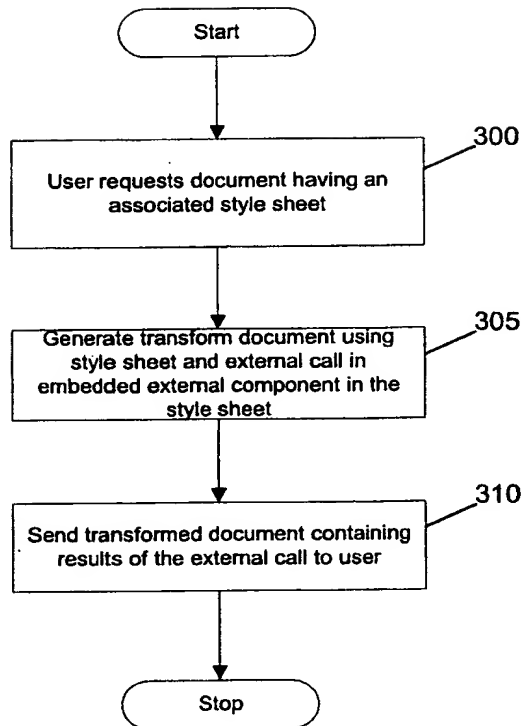 Start
300
User requests document having an
associated style sheet
305
Generate transform document using
style sheet and external call in
embedded external component in the
style sheet
310
Send transformed document containing
results of the external call to user
Stop